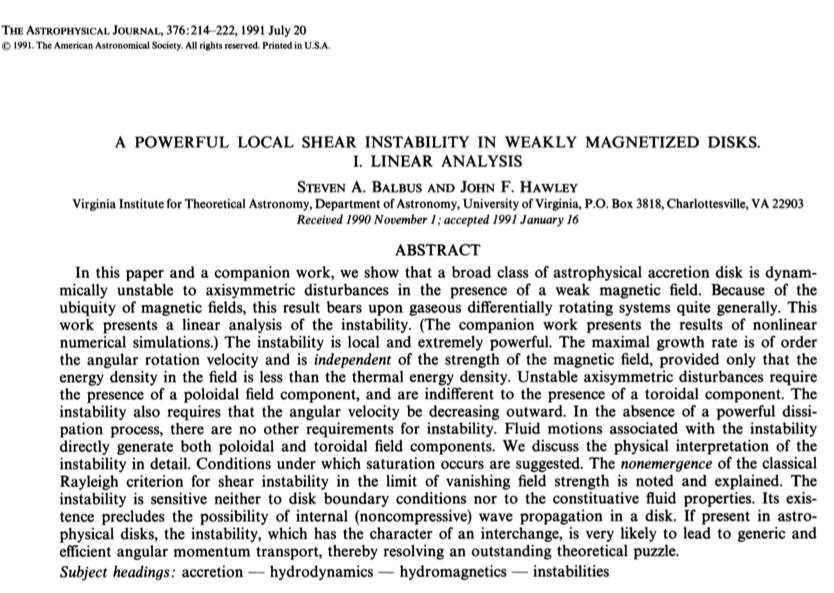 THE ASTROPHYSICAL JOURNAL, 376:214–222, 1991 July 20
© 1991. The American Astronomical Society. All rights reserved. Printed in U.S.A.
A POWERFUL LOCAL SHEAR INSTABILITY IN WEAKLY MAGNETIZED DISKS.
I. LINEAR ANALYSIS
STEVEN A. BALBUS AND JOHN F. HAWLEY
Virginia Institute for Theoretical Astronomy, Department of Astronomy, University of Virginia, P.O. Box 3818, Charlottesville, VA 22903
Received 1990 November 1; accepted 1991 January 16
ABSTRACT
In this paper and a companion work, we show that a broad class of astrophysical accretion disk is dynam-
mically unstable to axisymmetric disturbances in the presence of a weak magnetic field. Because of the
ubiquity of magnetic fields, this result bears upon gaseous differentially rotating systems quite generally. This
work presents a linear analysis of the instability. (The companion work presents the results of nonlinear
numerical simulations.) The instability is local and extremely powerful. The maximal growth rate is of order
the angular rotation velocity and is independent of the strength of the magnetic field, provided only that the
energy density in the field is less than the thermal energy density. Unstable axisymmetric disturbances require
the presence of a poloidal field component, and are indifferent to the presence of a toroidal component. The
instability also requires that the angular velocity be decreasing outward. In the absence of a powerful dissi-
pation process, there are no other requirements for instability. Fluid motions associated with the instability
directly generate both poloidal and toroidal field components. We discuss the physical interpretation of the
instability in detail. Conditions under which saturation occurs are suggested. The nonemergence of the classical
Rayleigh criterion for shear instability in the limit of vanishing field strength is noted and explained. The
instability is sensitive neither to disk boundary conditions nor to the constituative fluid properties. Its exis-
tence precludes the possibility of internal (noncompressive) wave propagation in a disk. If present in astro-
physical disks, the instability, which has the character of an interchange, is very likely to lead to generic and
efficient angular momentum transport, thereby resolving an outstanding theoretical puzzle.
Subject headings: accretion — hydrodynamics — hydromagnetics — instabilities